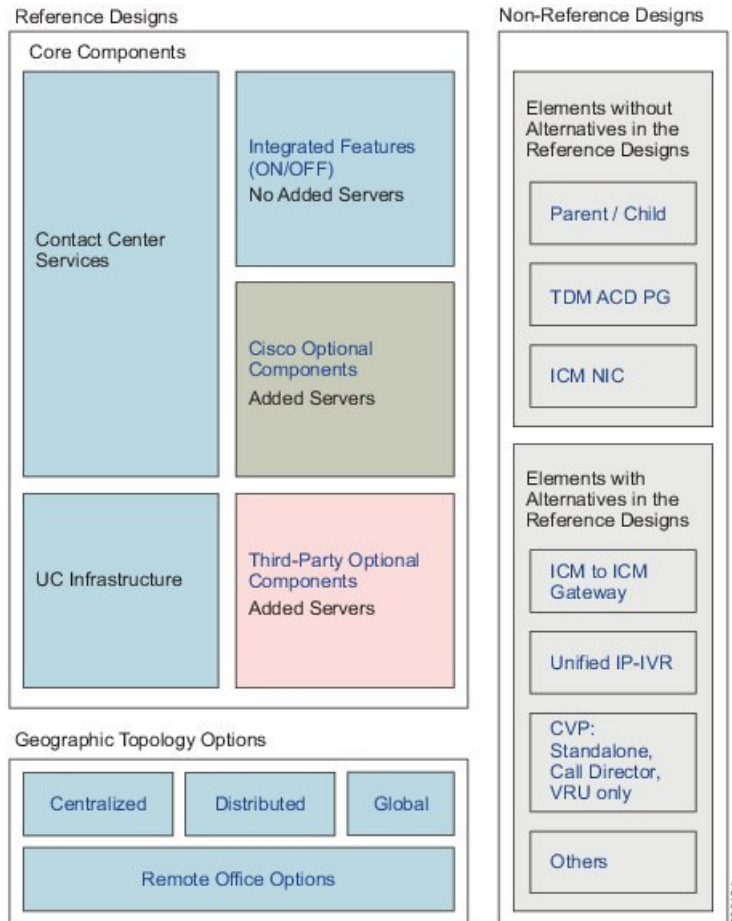 Reference Designs
Core Components
Contact Center
Services
Integrated Features
(ON/OFF)
No Added Servers
Cisco Optional
Components
Added Servers
UC Infrastructure
Third-Party Optional
Components
Added Servers
Geographic Topology Options
Centralized
Distributed
Global
Remote Office Options
Non-Reference Designs
Elements without
Alternatives in the
Reference Designs
Parent / Child
TDM ACD PG
ICM NIC
Elements with
Alternatives in the
Reference Designs
ICM to ICM
Gateway
Unified IP-IVR
CVP:
Standalone,
Call Director,
VRU only
Others